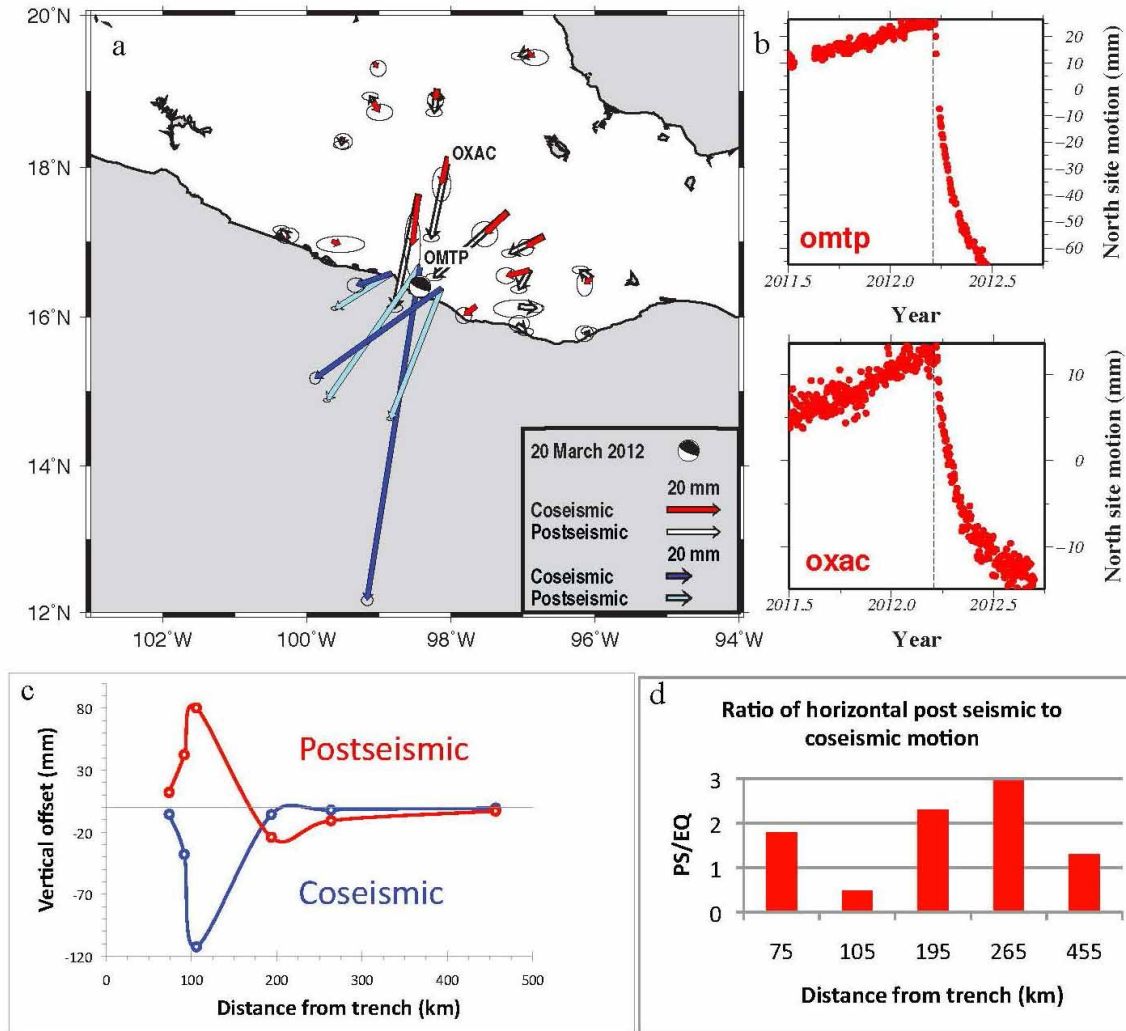 a
20°N
18°N
16°N
14°N
12°N
102°W
100°W
98°W
96°W
94°W
OXAC
OMTP
20 March 2012
20 mm
Coseismic
Postseismic
20 mm
Coseismic
Postseismic
b
omtp
20
10
0
-10
-20
-30
-40
-50
-60
North site motion (mm)
2011.5
2012.0
2012.5
Year
oxac
10
0
-10
North site motion (mm)
2011.5
2012.0
2012.5
Year
c
80
30
-20
-70
-120
Vertical offset (mm)
Postseismic
Coseismic
0
100
200
300
400
500
Distance from trench (km)
d
Ratio of horizontal post seismic to
coseismic motion
3
2
1
0
PS/EQ
75
105
195
265
455
Distance from trench (km)